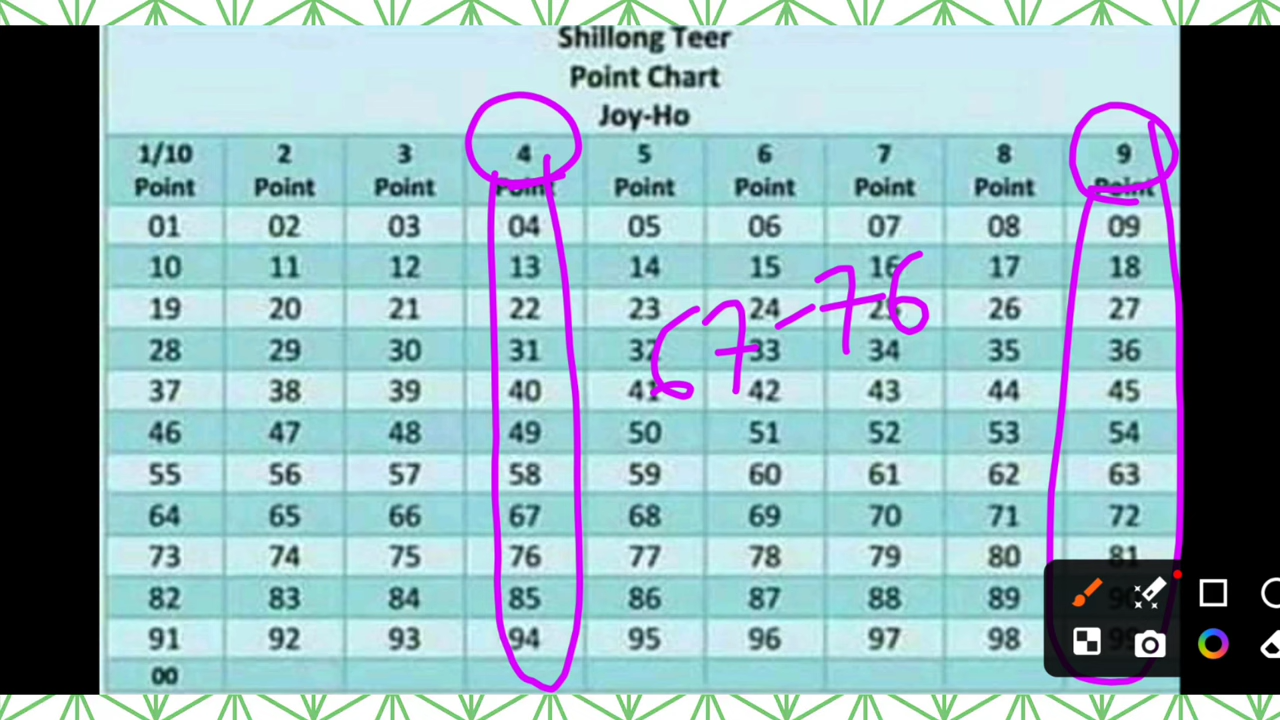 Shillong Teer
Point Chart
Joy-Ho
1/10 2 3 4 5 6 7 8 9
Point Point Point Point Point Point Point Point Point
01 02 03 04 05 06 07 08 09
10 11 12 13 14 15 16 17 18
19 20 21 22 23 24 25 26 27
28 29 30 31 32 33 34 35 36
67-76
37 38 39 40 41 42 43 44 45
46 47 48 49 50 51 52 53 54
55 56 57 58 59 60 61 62 63
64 65 66 67 68 69 70 71 72
73 74 75 76 77 78 79 80 81
82 83 84 85 86 87 88 89 90
91 92 93 94 95 96 97 98 99
00